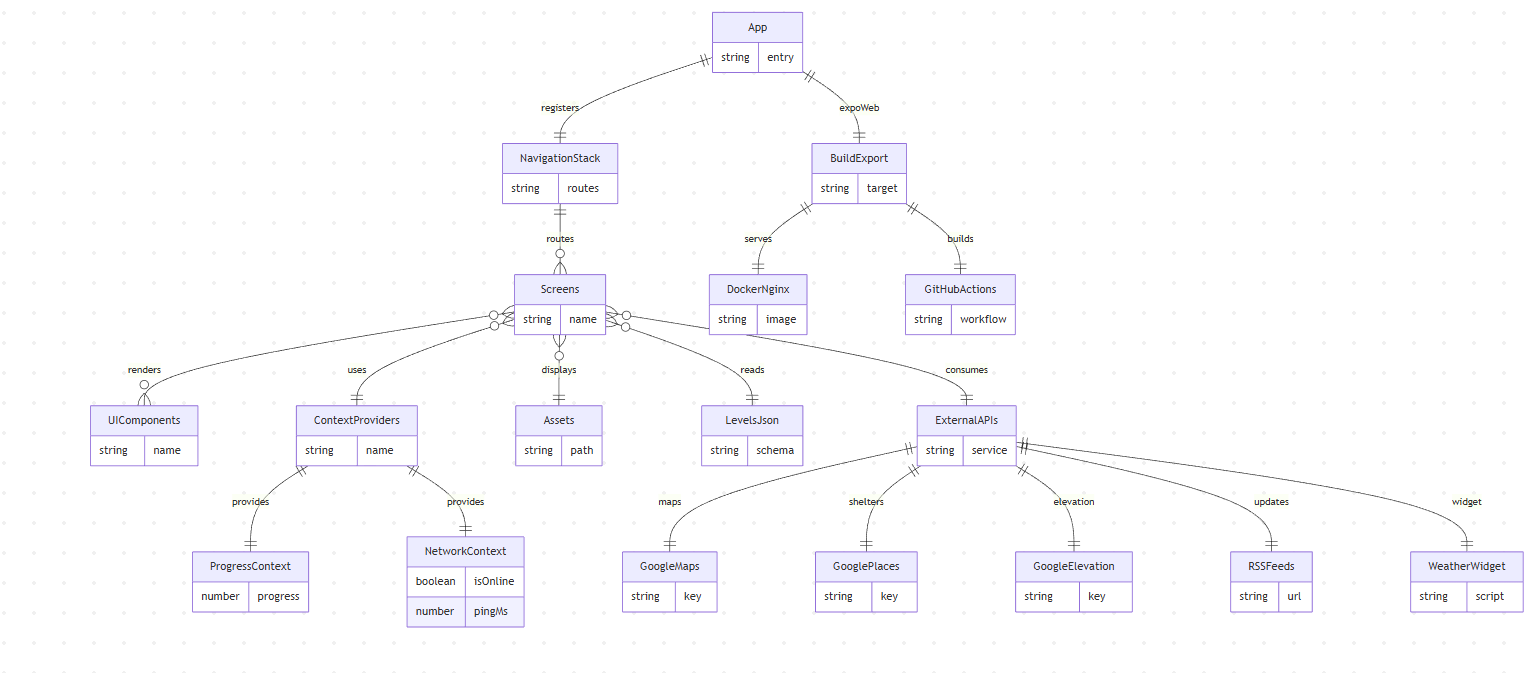 App
string entry
registers
expoWeb
NavigationStack
string routes
BuildExport
string target
routes
serves
builds
Screens
string name
DockerNginx
string image
GitHubActions
string workflow
renders
uses
displays
reads
consumes
UIComponents
string name
ContextProviders
string name
Assets
string path
LevelsJson
string schema
ExternalAPIs
string service
provides
provides
maps
shelters
elevation
updates
widget
ProgressContext
number progress
NetworkContext
boolean isOnline
number pingMs
GoogleMaps
string key
GooglePlaces
string key
GoogleElevation
string key
RSSFeeds
string url
WeatherWidget
string script